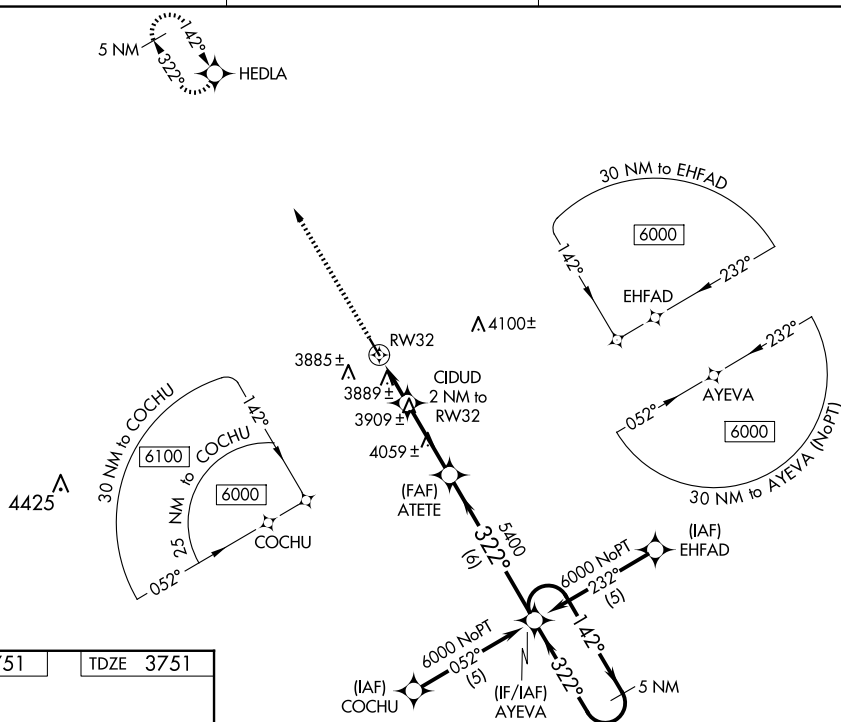 5 NM
142°
322°
HEDLA
30 NM to EHFAD
6000
142°
232°
EHFAD
RW32
4100±
3885±
3889±
CIDUD
2 NM to
RW32
3909±
4059±
232°
052°
AYEVA
6000
30 NM to AYEVA (NoPT)
30 NM to COCHU
142°
6100
25 NM to COCHU
6000
4425
COCHU
052°
(FAF)
ATETE
5400
322°
(6)
(IAF)
EHFAD
6000 NoPT
232°
(5)
6000 NoPT
052°
(5)
142°
322°
5 NM
(IF/IAF)
AYEVA
(IAF)
COCHU
51
TDZE 3751